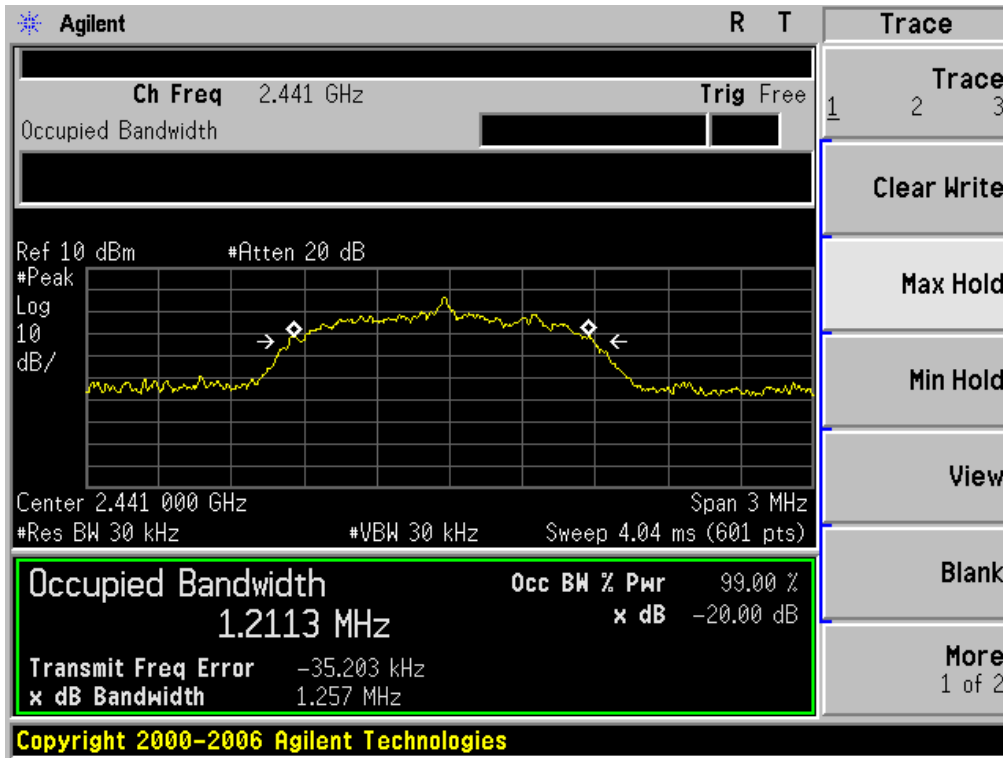 Agilent R T Trace
Ch Freq 2.441 GHz Trig Free
Occupied Bandwidth
Trace
1 2 3
Clear Write
Max Hold
Min Hold
View
Blank
More
1 of 2
Ref 10 dBm #Atten 20 dB
#Peak
Log
10
dB/
Center 2.441 000 GHz Span 3 MHz
#Res BW 30 kHz #VBW 30 kHz Sweep 4.04 ms (601 pts)
Occupied Bandwidth Occ BW % Pwr 99.00 %
1.2113 MHz x dB -20.00 dB
Transmit Freq Error -35.203 kHz
x dB Bandwidth 1.257 MHz
Copyright 2000-2006 Agilent Technologies